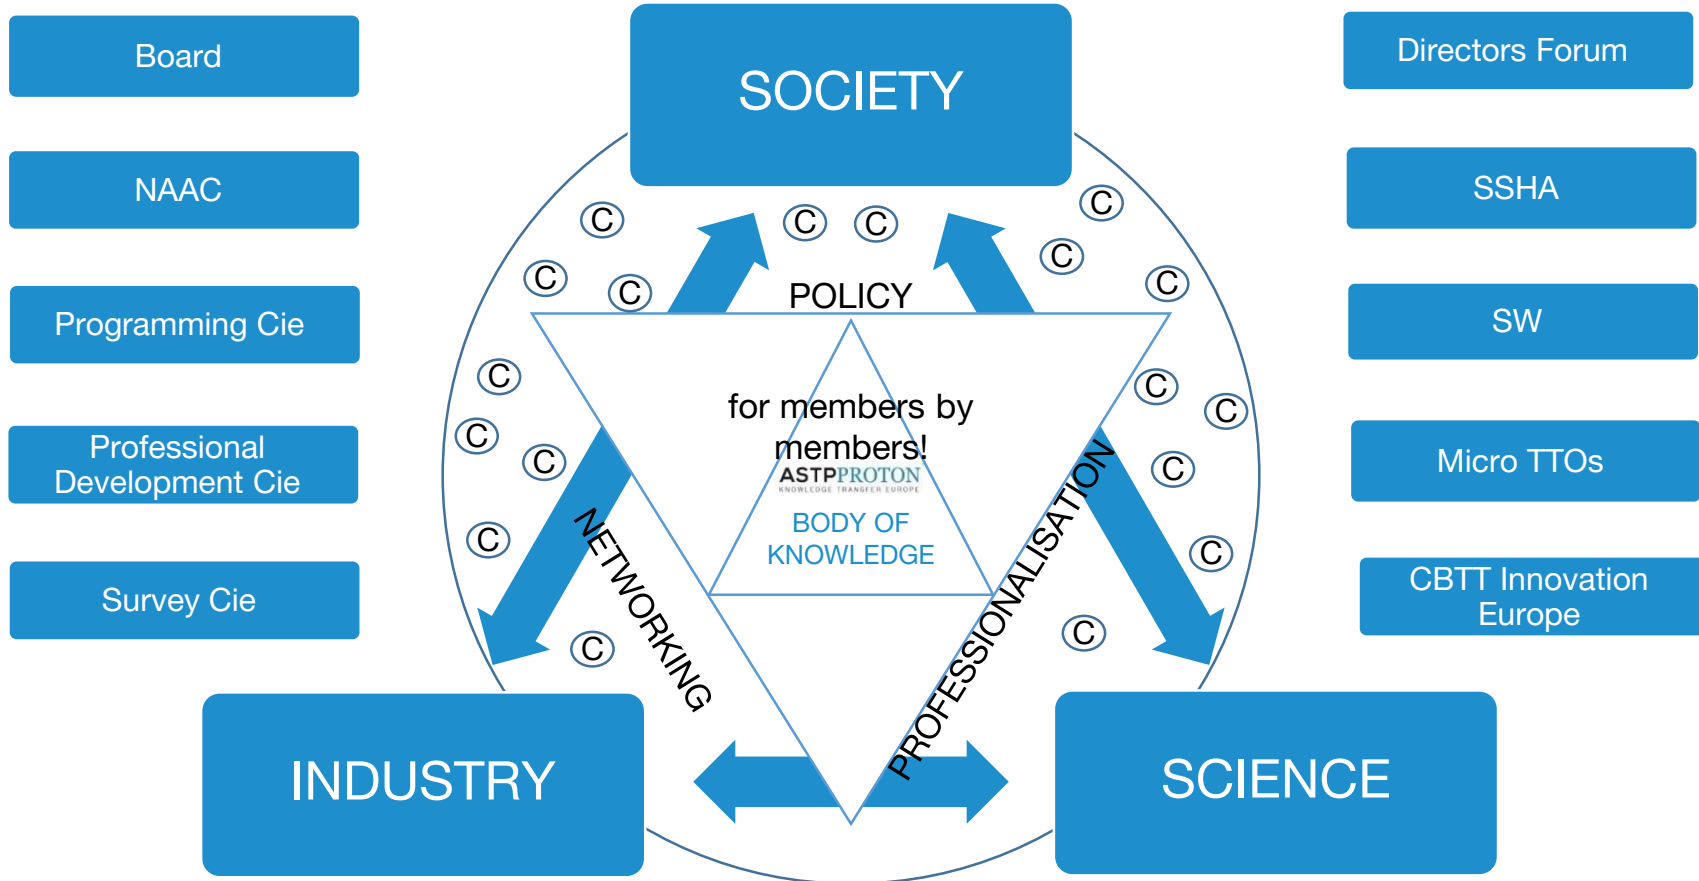 Board
NAAC
Programming Cie
Professional
Development Cie
Survey Cie
SOCIETY
C
C
C
C
C
C
C
C
POLICY
C
C
C
C
C
C
C
C
C
C
C
for members by
members!
ASTPPROTON
KNOWLEDGE TRANSFER EUROPE
BODY OF
KNOWLEDGE
NETWORKING
PROFESSIONALISATION
INDUSTRY
SCIENCE
Directors Forum
SSHA
SW
Micro TTOs
CBTT Innovation
Europe